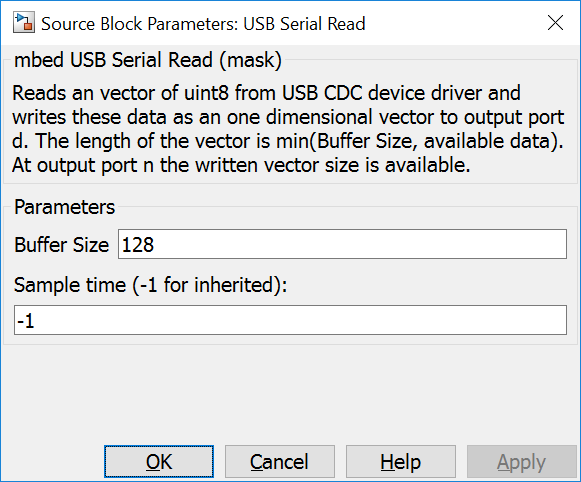 Source Block Parameters: USB Serial Read
mbed USB Serial Read (mask)
Reads an vector of uint8 from USB CDC device driver and
writes these data as an one dimensional vector to output port
d. The length of the vector is min(Buffer Size, available data).
At output port n the written vector size is available.
Parameters
Buffer Size 128
Sample time (-1 for inherited):
-1
OK Cancel Help Apply